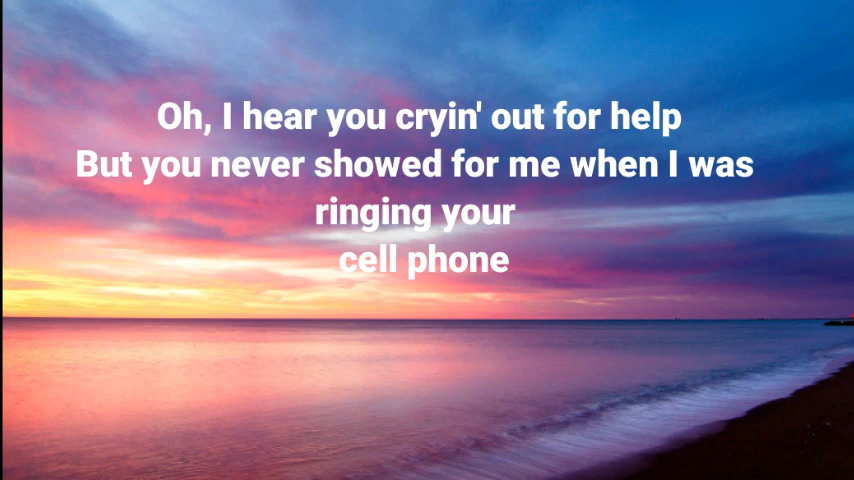 Oh, I hear you cryin' out for help
But you never showed for me when I was
ringing your
cell phone